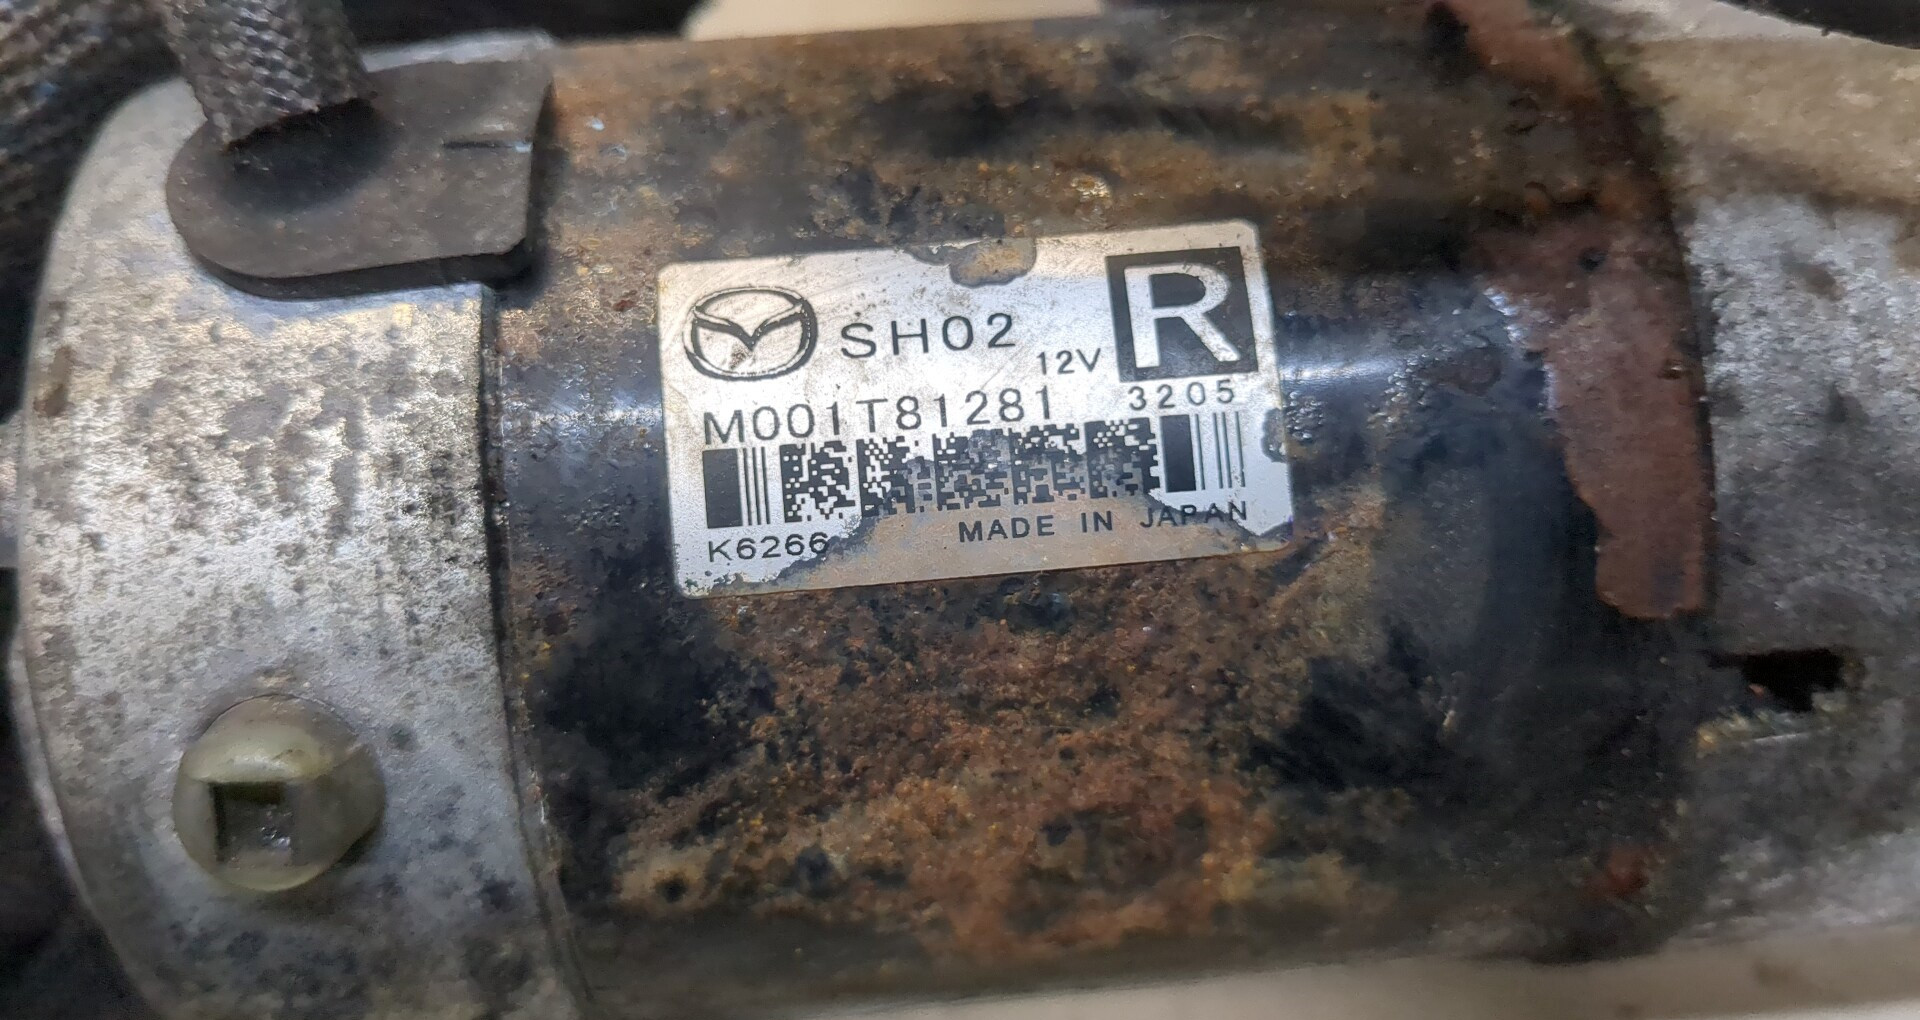 SH02 12V R
M001T81281 3205
K6266 MADE IN JAPAN